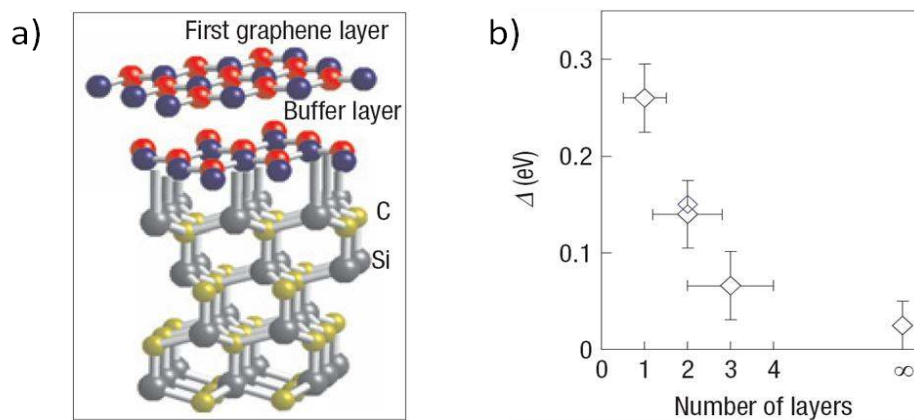 a)
First graphene layer
Buffer layer
C
Si
b)
Δ (eV)
0.3
0.2
0.1
0
0 1 2 3 4 ∞
Number of layers